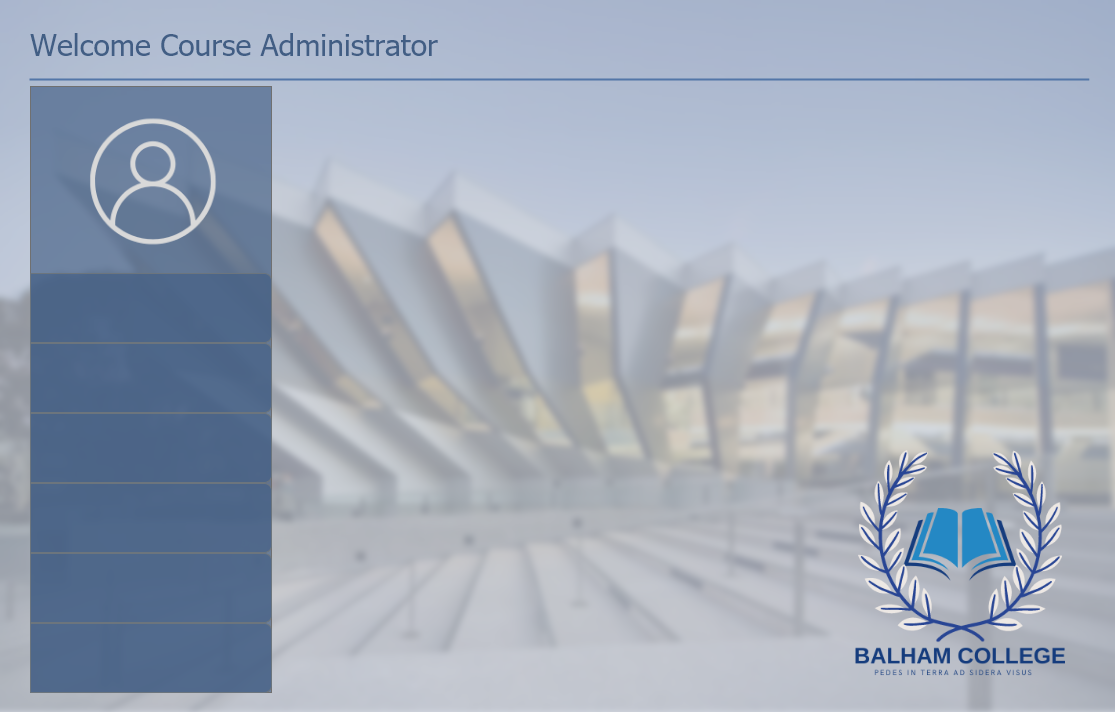 Welcome Course Administrator
BALHAM COLLEGE
PEDES IN TERRA AD SIDERA VISUS